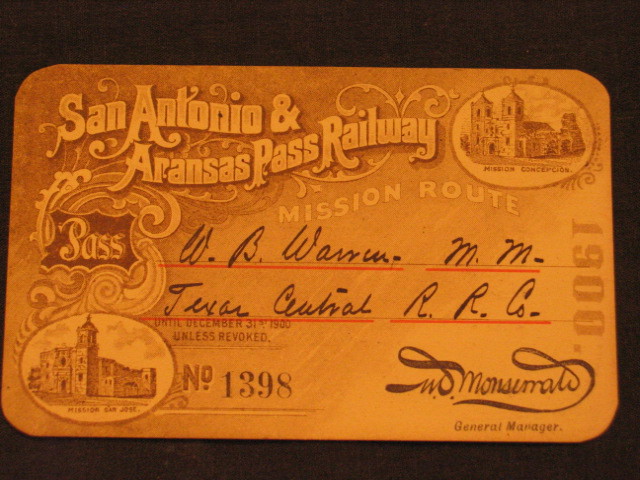 San Antonio &
Aransas Pass Railway
MISSION CONCEPCION.
MISSION ROUTE
Pass
W. B. Warren, M. M.
Texas Central R. R. Co.
1900.
UNTIL DECEMBER 31ST 1900
UNLESS REVOKED.
No 1398
MISSION SAN JOSE.
General Manager.